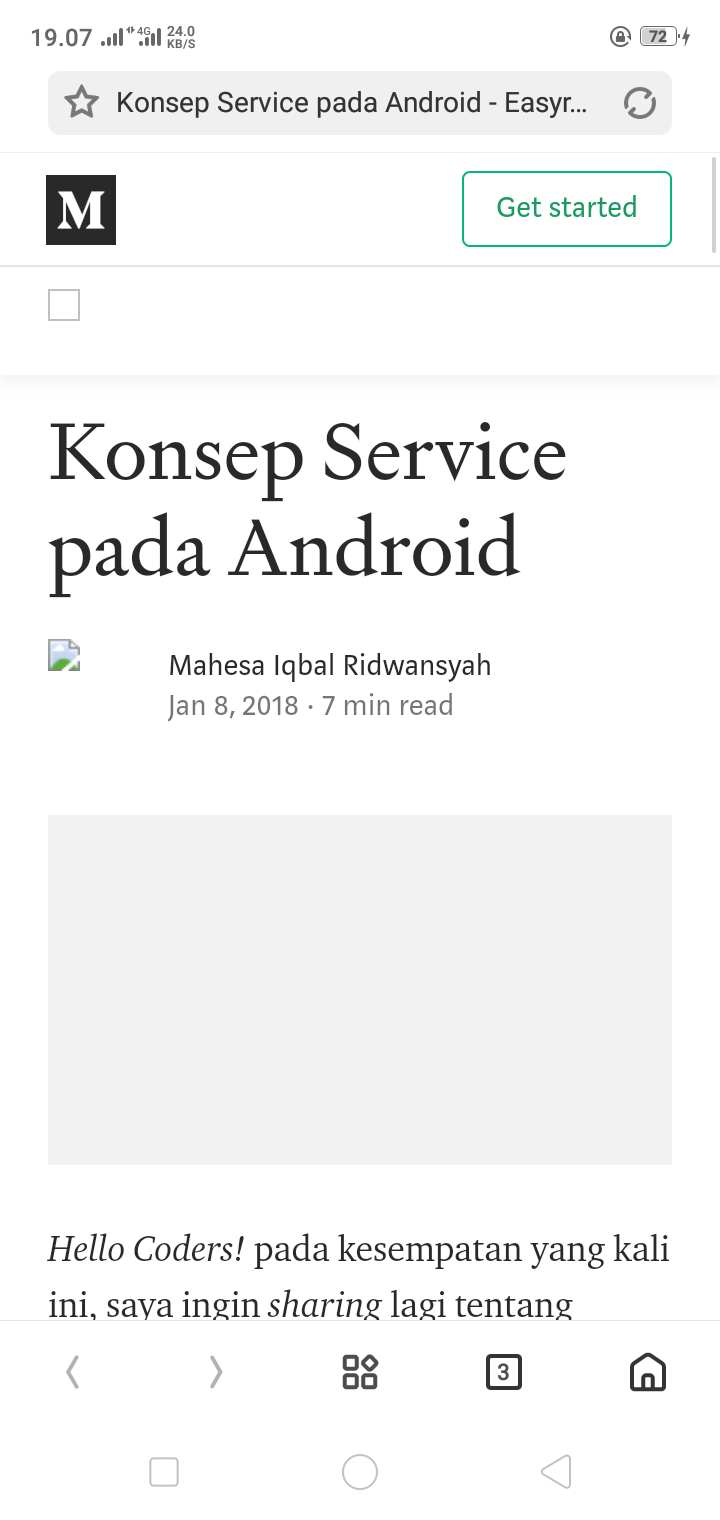 19.07 4G 24.0 KB/S 72
Konsep Service pada Android - Easyr...
M Get started
Konsep Service
pada Android
Mahesa Iqbal Ridwansyah
Jan 8, 2018 · 7 min read
Hello Coders! pada kesempatan yang kali
ini, saya ingin sharing lagi tentang
3